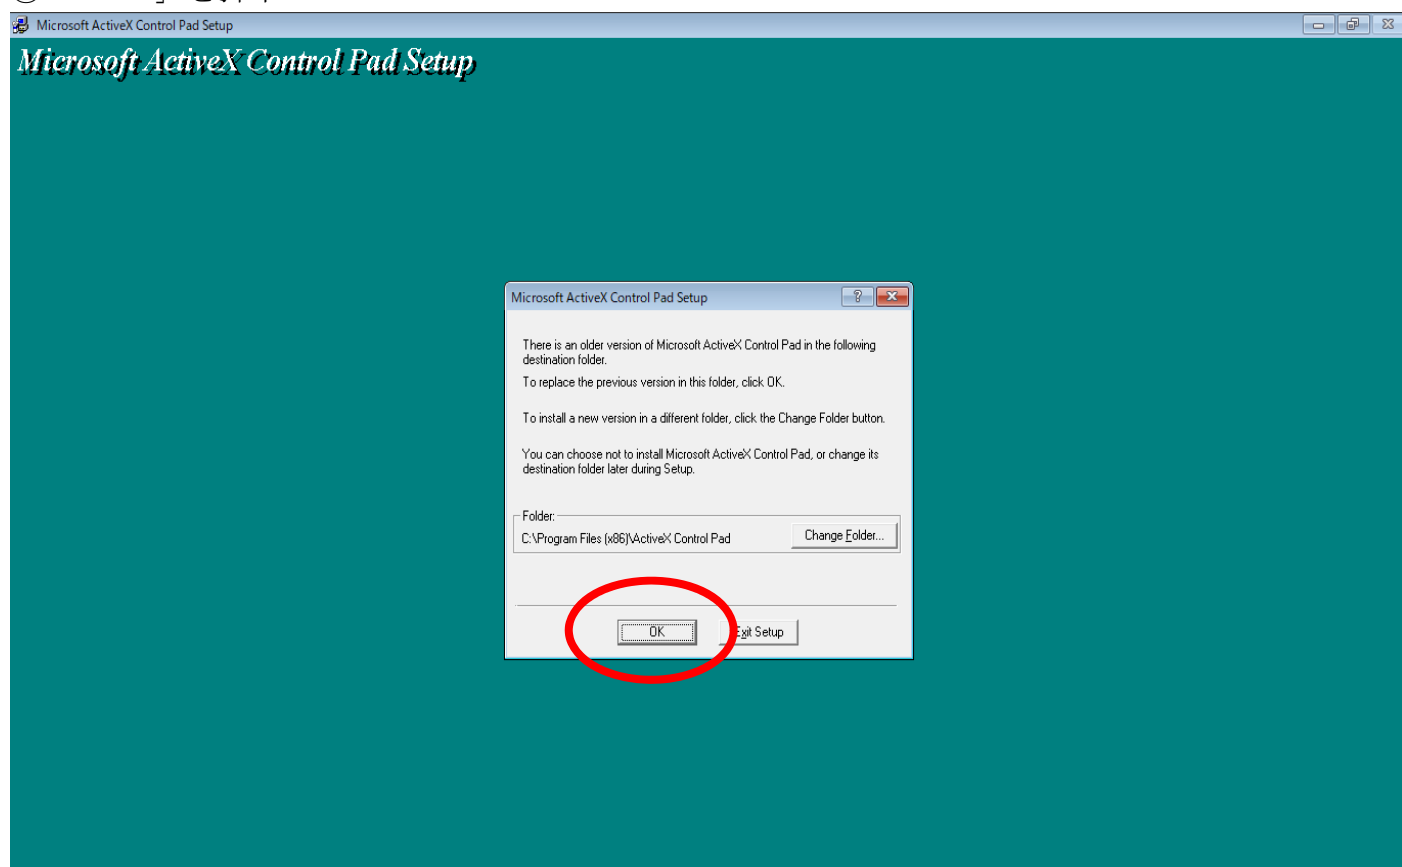 Microsoft ActiveX Control Pad Setup
Microsoft ActiveX Control Pad Setup
Microsoft ActiveX Control Pad Setup
There is an older version of Microsoft ActiveX Control Pad in the following
destination folder.
To replace the previous version in this folder, click OK.
To install a new version in a different folder, click the Change Folder button.
You can choose not to install Microsoft ActiveX Control Pad, or change its
destination folder later during Setup.
Folder:
C:\Program Files (x86)\ActiveX Control Pad
Change Folder...
OK
Exit Setup